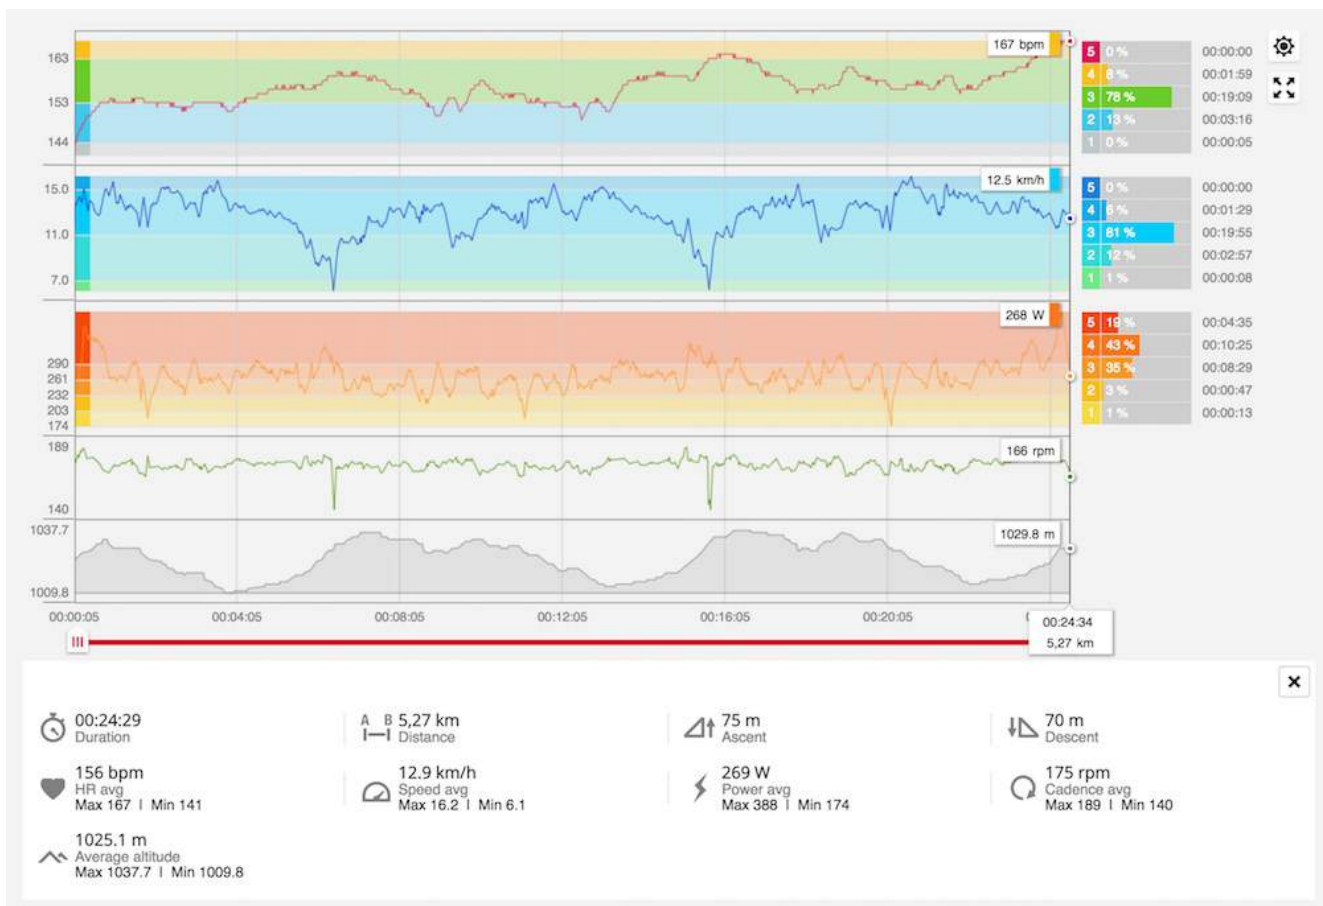 163
153
144
167 bpm
5 0 % 00:00:00
4 8 % 00:01:59
3 78 % 00:19:09
2 13 % 00:03:16
1 0 % 00:00:05
15.0
11.0
7.0
12.5 km/h
5 0 % 00:00:00
4 6 % 00:01:29
3 81 % 00:19:55
2 12 % 00:02:57
1 1 % 00:00:08
290
261
232
203
174
268 W
5 19 % 00:04:35
4 43 % 00:10:25
3 35 % 00:08:29
2 3 % 00:00:47
1 1 % 00:00:13
189
140
166 rpm
1037.7
1009.8
1029.8 m
00:00:05 00:04:05 00:08:05 00:12:05 00:16:05 00:20:05
00:24:34
5,27 km
00:24:29
Duration
A B 5,27 km
Distance
75 m
Ascent
70 m
Descent
156 bpm
HR avg
Max 167 | Min 141
12.9 km/h
Speed avg
Max 16.2 | Min 6.1
269 W
Power avg
Max 388 | Min 174
175 rpm
Cadence avg
Max 189 | Min 140
1025.1 m
Average altitude
Max 1037.7 | Min 1009.8